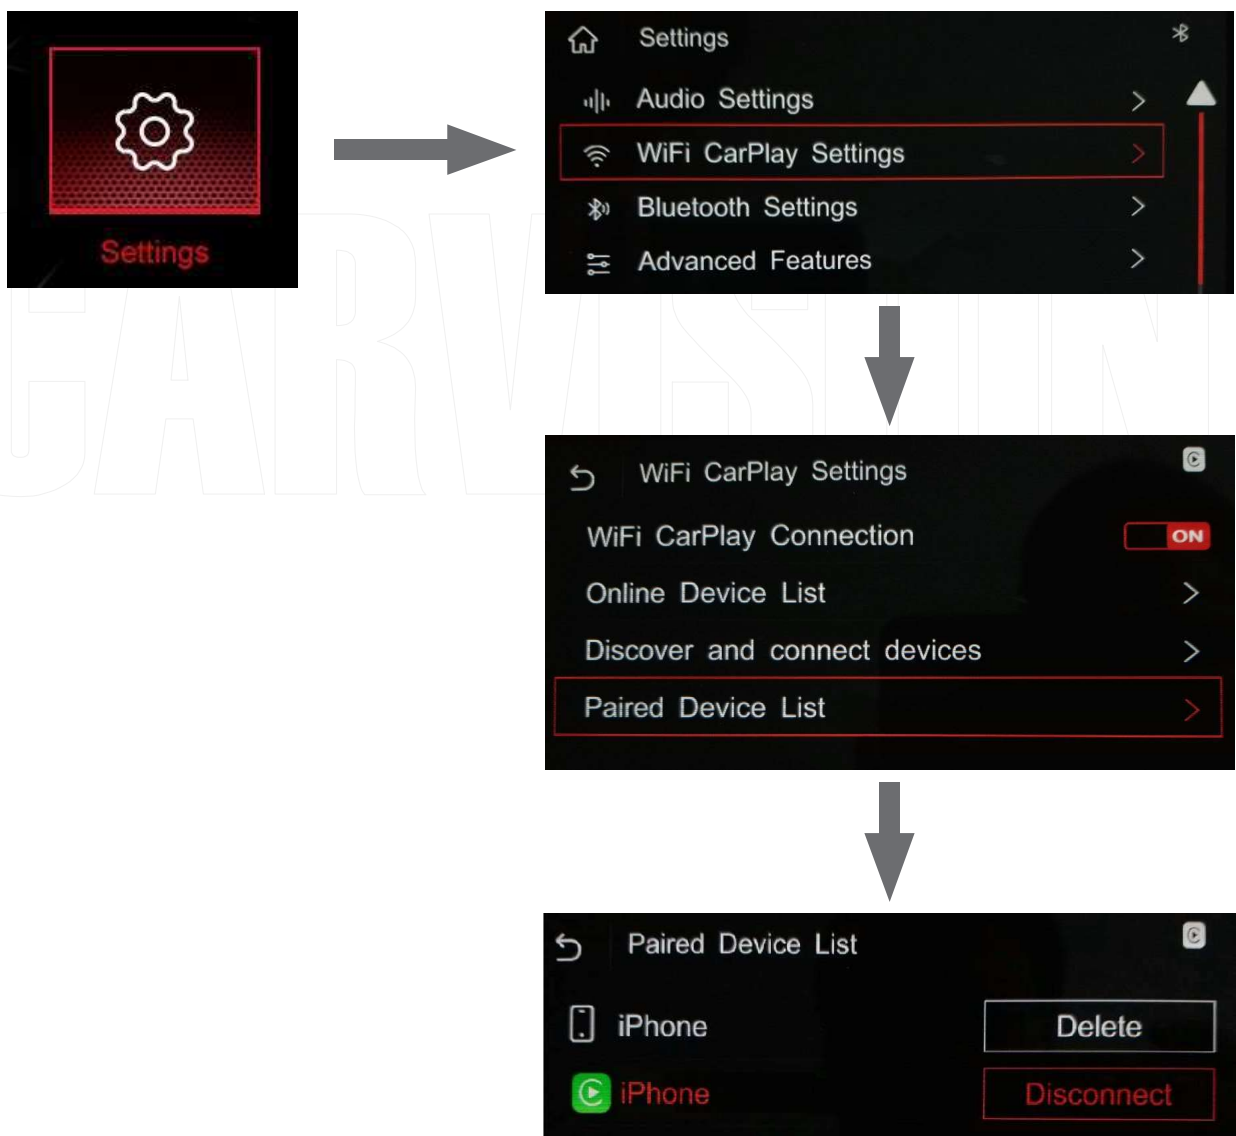 Settings
Settings
Audio Settings
WiFi CarPlay Settings
Bluetooth Settings
Advanced Features
WiFi CarPlay Settings
WiFi CarPlay Connection
ON
Online Device List
Discover and connect devices
Paired Device List
Paired Device List
iPhone
Delete
iPhone
Disconnect
CARVISION